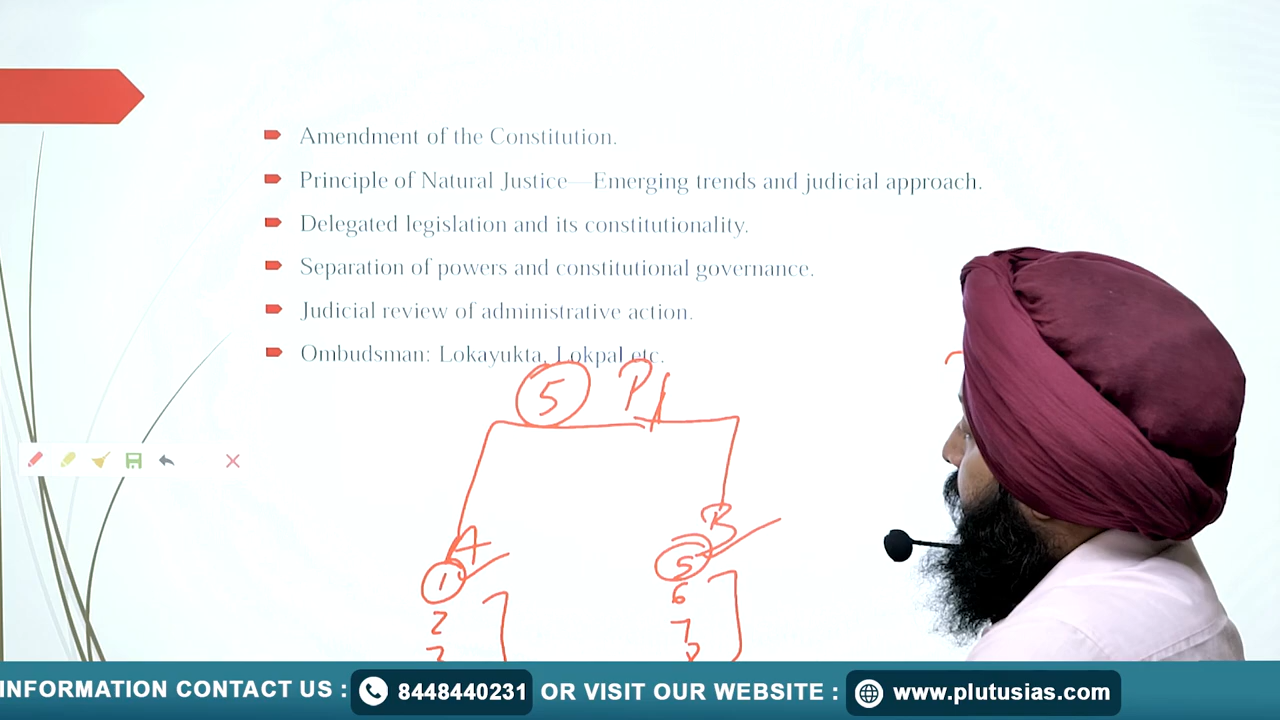 Amendment of the Constitution.
Principle of Natural Justice—Emerging trends and judicial approach.
Delegated legislation and its constitutionality.
Separation of powers and constitutional governance.
Judicial review of administrative action.
Ombudsman: Lokayukta, Lokpal etc.
5
A B
1 5
2 6
7
INFORMATION CONTACT US : 8448440231 OR VISIT OUR WEBSITE : www.plutusias.com